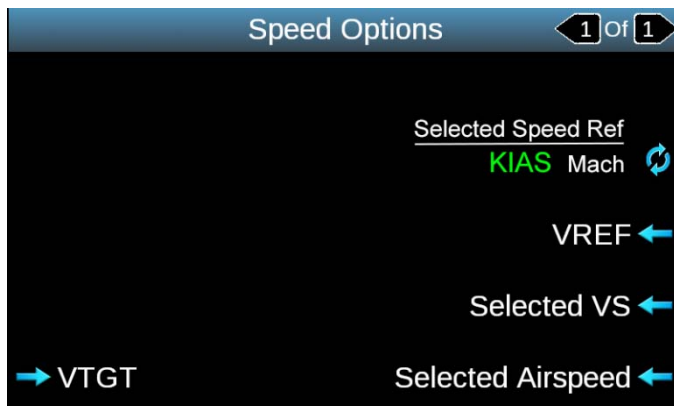 Speed Options 1 Of 1
Selected Speed Ref
KIAS Mach
VREF
Selected VS
VTGT Selected Airspeed